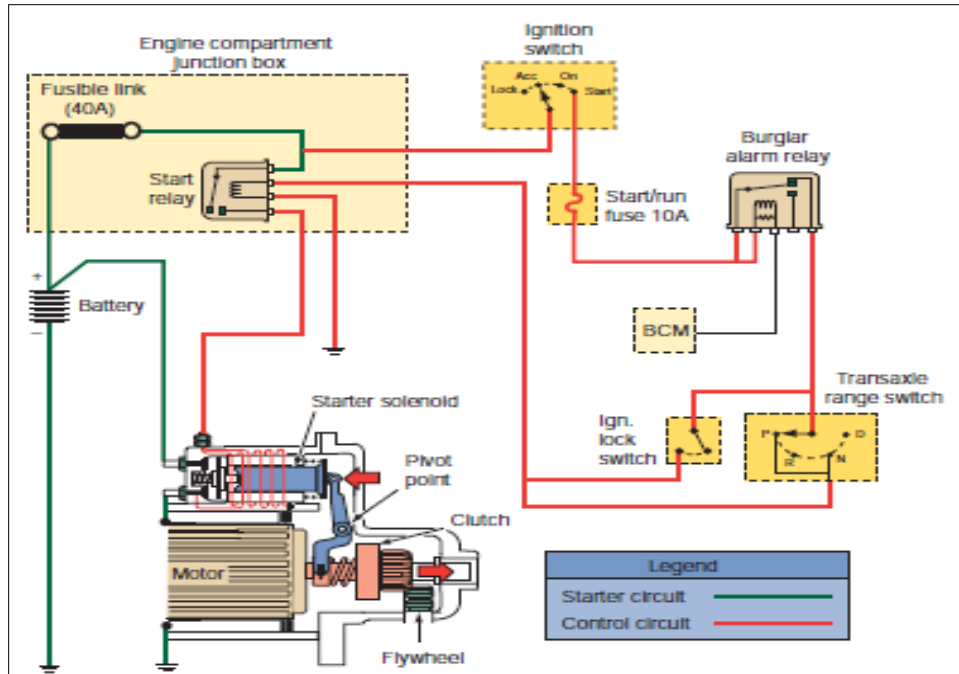 Engine compartment
junction box
Fusible link
(40A)
Start
relay
Ignition
switch
Acc
On
Lock
Start
Burglar
alarm relay
Start/run
fuse 10A
+
Battery
−
BCM
Transaxle
range switch
Ign.
lock
switch
P
D
R
N
Starter solenoid
Pivot
point
Clutch
Motor
Flywheel
Legend
Starter circuit
Control circuit